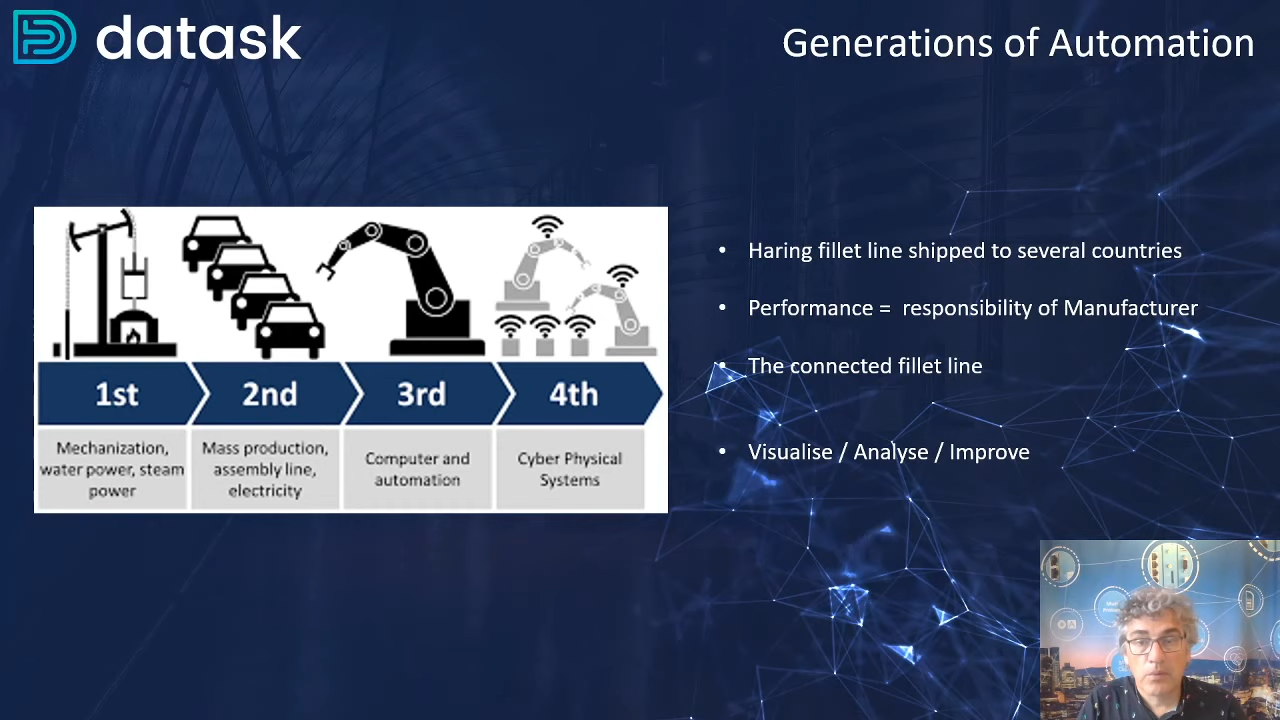 datask
Generations of Automation
1st
2nd
3rd
4th
Mechanization,
water power, steam
power
Mass production,
assembly line,
electricity
Computer and
automation
Cyber Physical
Systems
• Haring fillet line shipped to several countries
• Performance = responsibility of Manufacturer
• The connected fillet line
• Visualise / Analyse / Improve